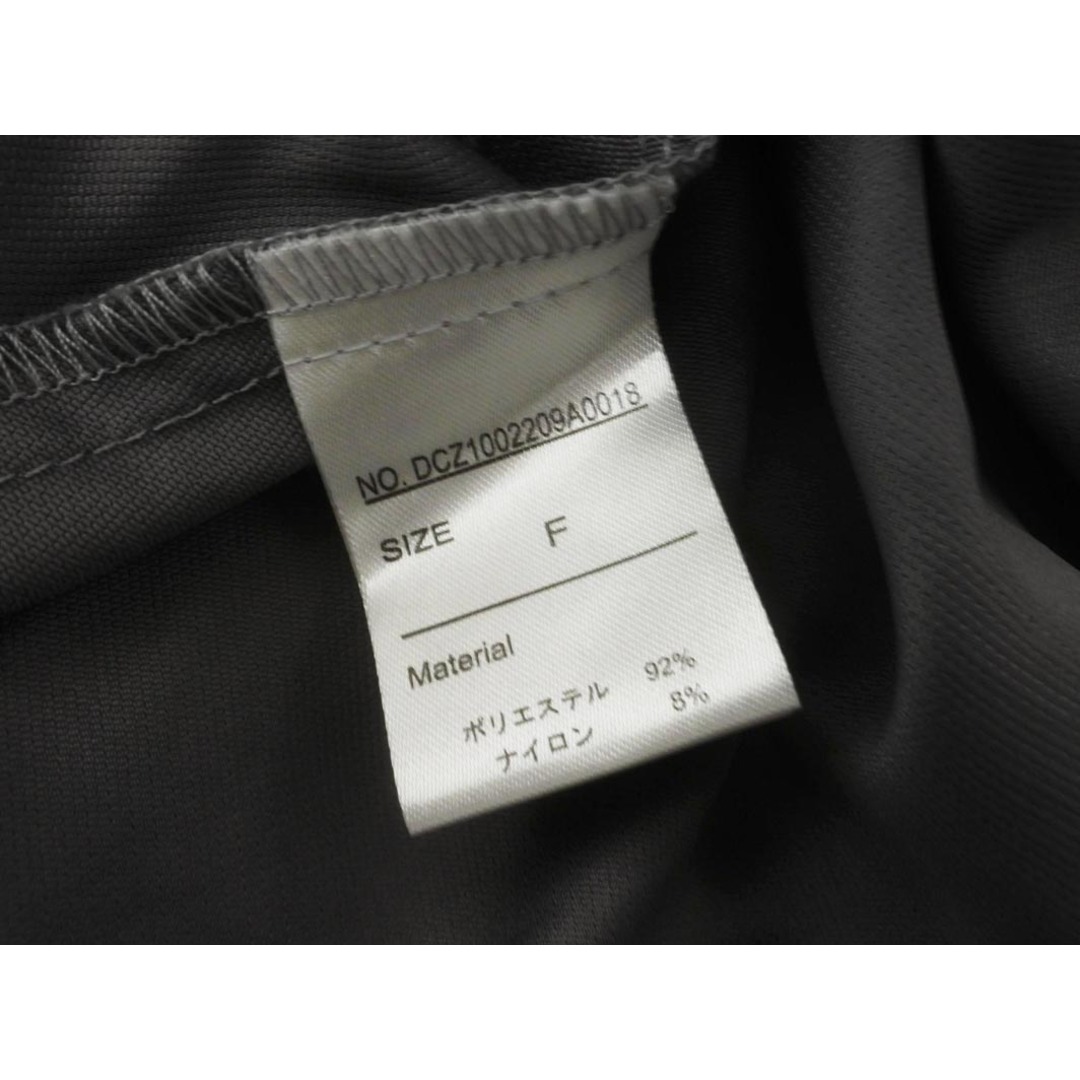 NO. DCZ1002209A0018
SIZE F
Material
ポリエステル 92%
ナイロン 8%